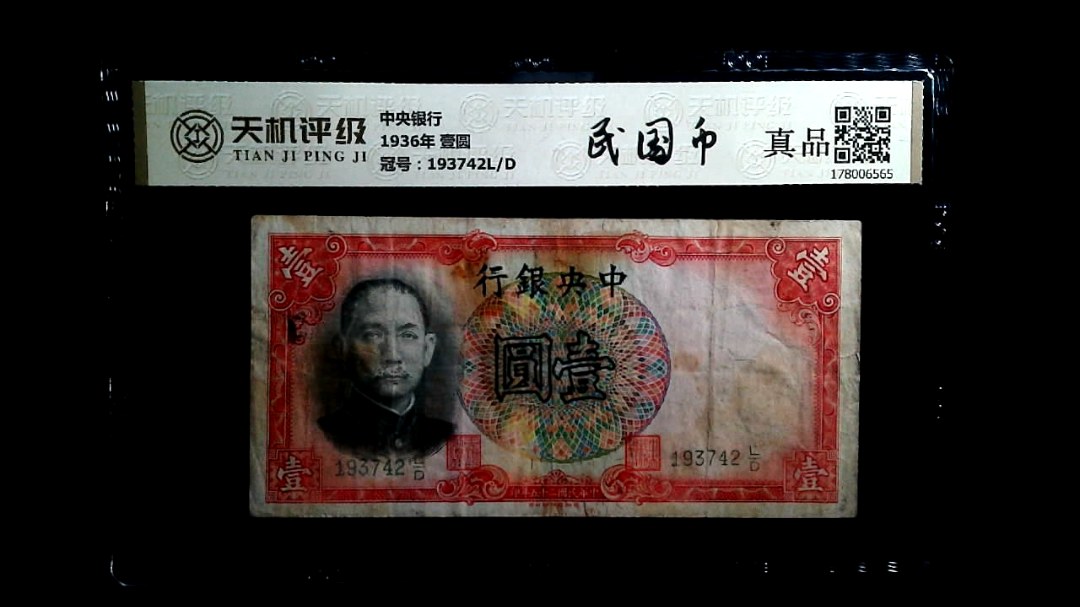 天机评级
TIAN JI PING JI
中央银行
1936年 壹圆
冠号：193742L/D
民国币
真品
178006565
壹
壹
行銀央中
圓壹
193742 L/D
193742 L/D
壹
壹